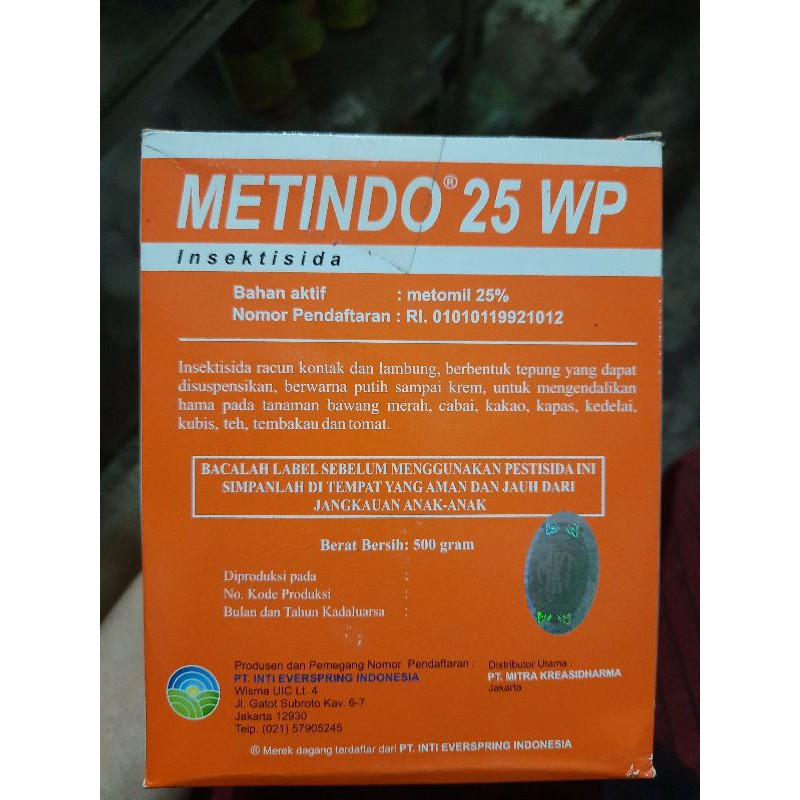 METINDO® 25 WP
Insektisida
Bahan aktif : metomil 25%
Nomor Pendaftaran : RI. 01010119921012
Insektisida racun kontak dan lambung, berbentuk tepung yang dapat
disuspensikan, berwarna putih sampai krem, untuk mengendalikan
hama pada tanaman bawang merah, cabai, kakao, kapas, kedelai,
kubis, teh, tembakau dan tomat.
BACALAH LABEL SEBELUM MENGGUNAKAN PESTISIDA INI
SIMPANLAH DI TEMPAT YANG AMAN DAN JAUH DARI
JANGKAUAN ANAK-ANAK
Berat Bersih: 500 gram
Diproduksi pada :
No. Kode Produksi :
Bulan dan Tahun Kadaluarsa :
Produsen dan Pemegang Nomor Pendaftaran :
PT. INTI EVERSPRING INDONESIA
Wisma UIC Lt. 4
Jl. Gatot Subroto Kav. 6-7
Jakarta 12930
Telp. (021) 57905245
Distributor Utama :
PT. MITRA KREASIDHARMA
Jakarta
® Merek dagang terdaftar dari PT. INTI EVERSPRING INDONESIA